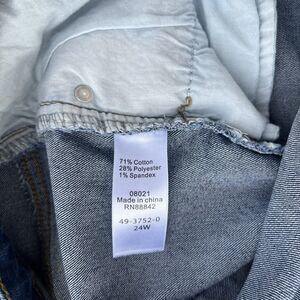 71% Cotton
28% Polyester
1% Spandex
08021
Made in china
RN88842
49-3752-0
24W